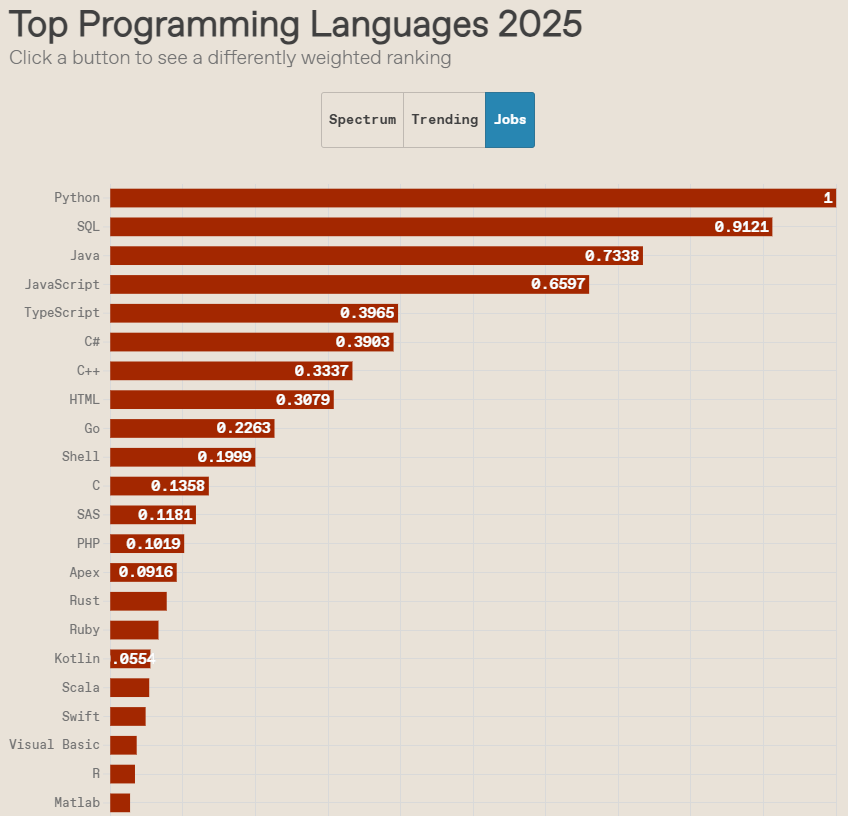 Top Programming Languages 2025
Click a button to see a differently weighted ranking
Spectrum Trending Jobs
Python 1
SQL 0.9121
Java 0.7338
JavaScript 0.6597
TypeScript 0.3965
C# 0.3903
C++ 0.3337
HTML 0.3079
Go 0.2263
Shell 0.1999
C 0.1358
SAS 0.1181
PHP 0.1019
Apex 0.0916
Rust
Ruby
Kotlin .0554
Scala
Swift
Visual Basic
R
Matlab